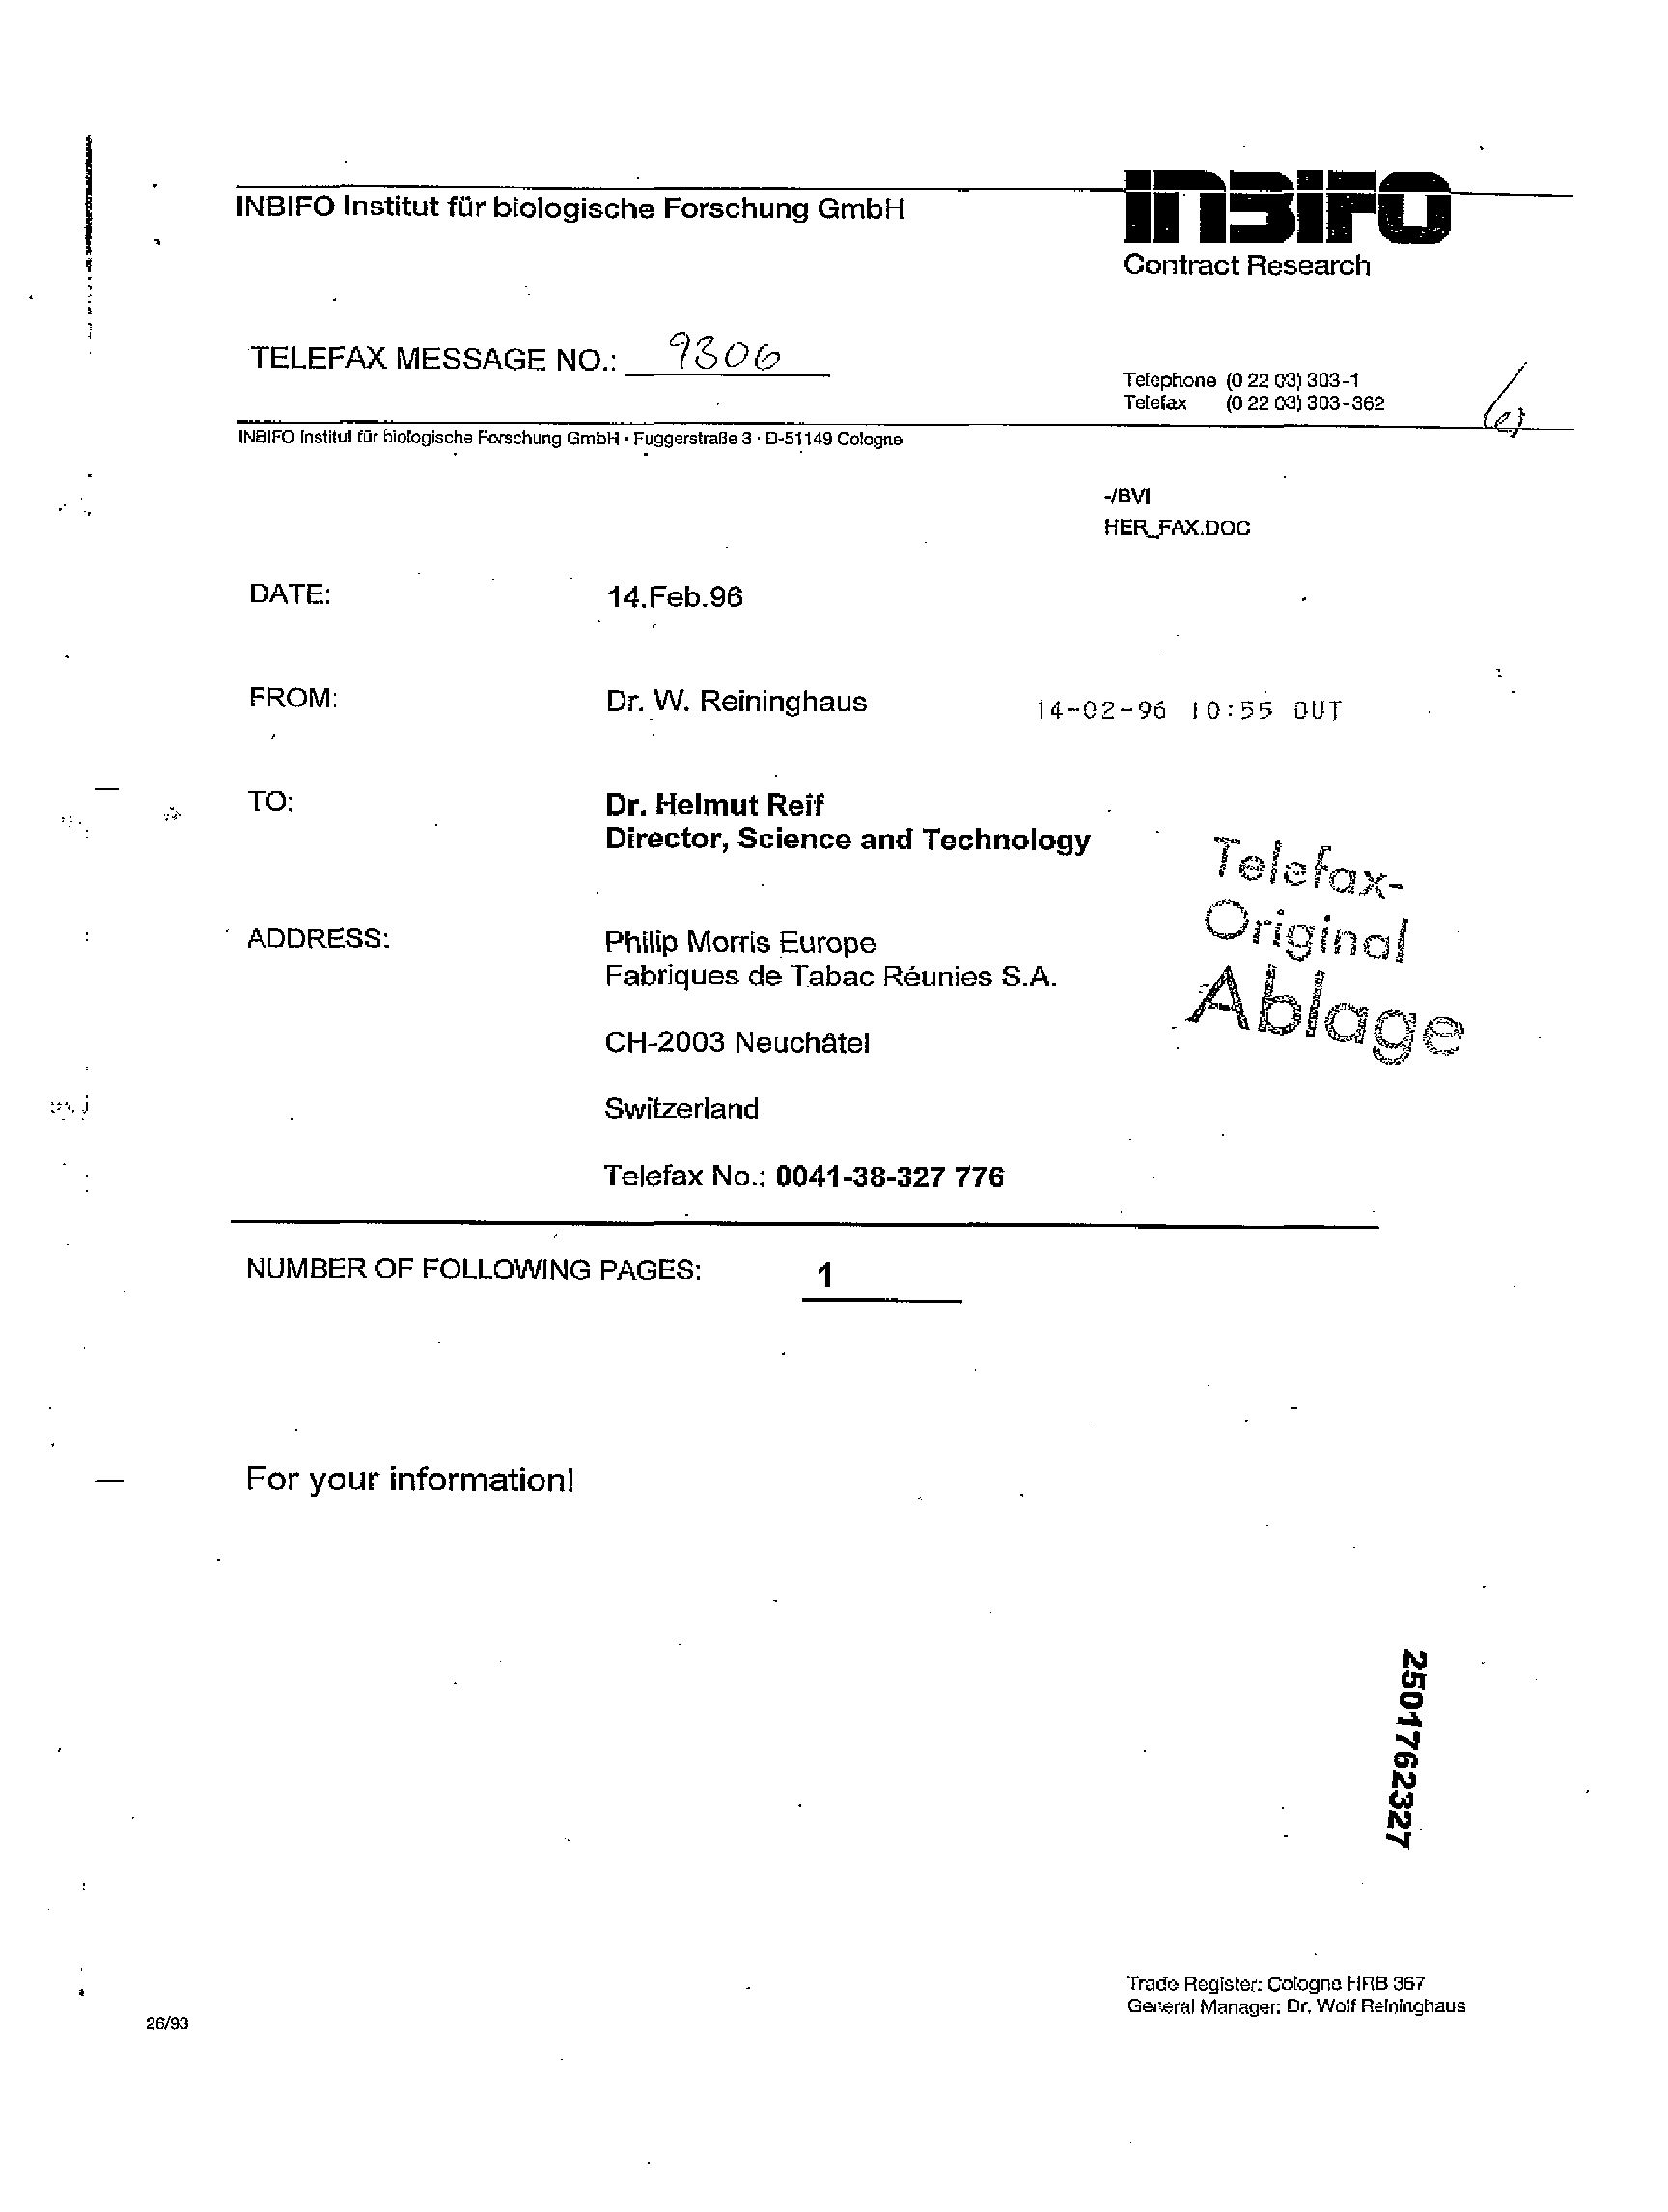 INBIFO Institut für biologische Forschung GmbH
INBIFO
Contract Research
TELEFAX MESSAGE NO.: 9306
Telephone (0 22 03) 303-1
Telefax (0 22 03) 303-362
INBIFO Institut für biologische Forschung GmbH · Fuggerstraße 3 · D-51149 Cologne
-/BVI
HER_FAX.DOC
DATE: 14.Feb.96
FROM: Dr. W. Reininghaus 14-02-96 10:55 OUT
TO: Dr. Helmut Reif
Director, Science and Technology
Telefax-
Original
Ablage
ADDRESS: Philip Morris Europe
Fabriques de Tabac Réunies S.A.
CH-2003 Neuchâtel
Switzerland
Telefax No.: 0041-38-327 776
NUMBER OF FOLLOWING PAGES: 1
For your information!
2501762327
Trade Register: Cologne HRB 367
General Manager: Dr. Wolf Reininghaus
26/93